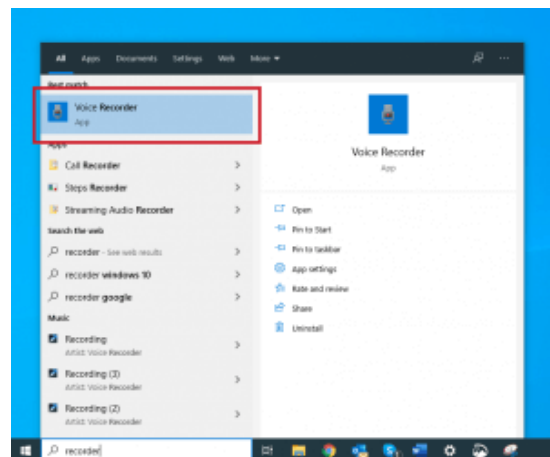 All Apps Documents Settings Web More
Best match
Voice Recorder
App
Apps
Call Recorder
Steps Recorder
Streaming Audio Recorder
Search the web
recorder - See web results
recorder windows 10
recorder google
Music
Recording
Artist: Voice Recorder
Recording (3)
Artist: Voice Recorder
Recording (2)
Artist: Voice Recorder
recorder
Voice Recorder
App
Open
Pin to Start
Pin to taskbar
App settings
Rate and review
Share
Uninstall